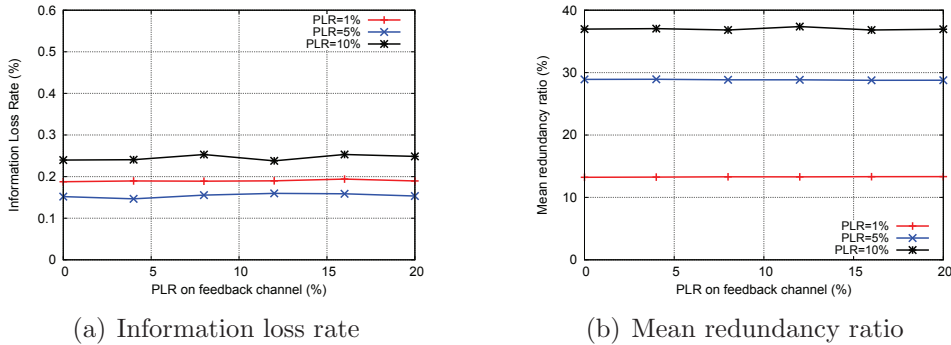 PLR=1%
PLR=5%
PLR=10%
0.6
0.5
0.4
0.3
0.2
0.1
0
Information Loss Rate (%)
0 5 10 15 20
PLR on feedback channel (%)
(a) Information loss rate
40
30
20
10
0
Mean redundancy ratio (%)
PLR=1%
PLR=5%
PLR=10%
0 5 10 15 20
PLR on feedback channel (%)
(b) Mean redundancy ratio